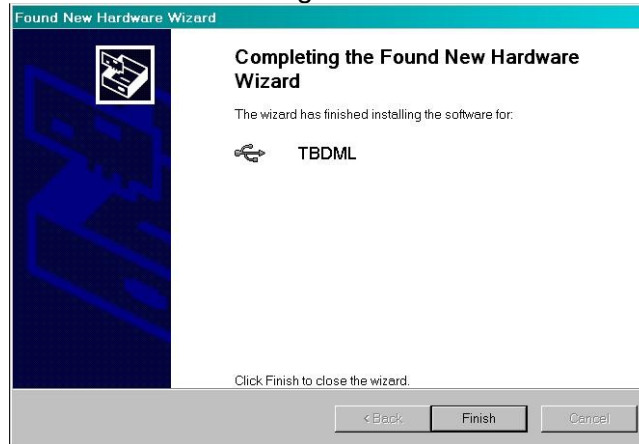 Found New Hardware Wizard
Completing the Found New Hardware
Wizard
The wizard has finished installing the software for:
TBDML
Click Finish to close the wizard.
< Back
Finish
Cancel